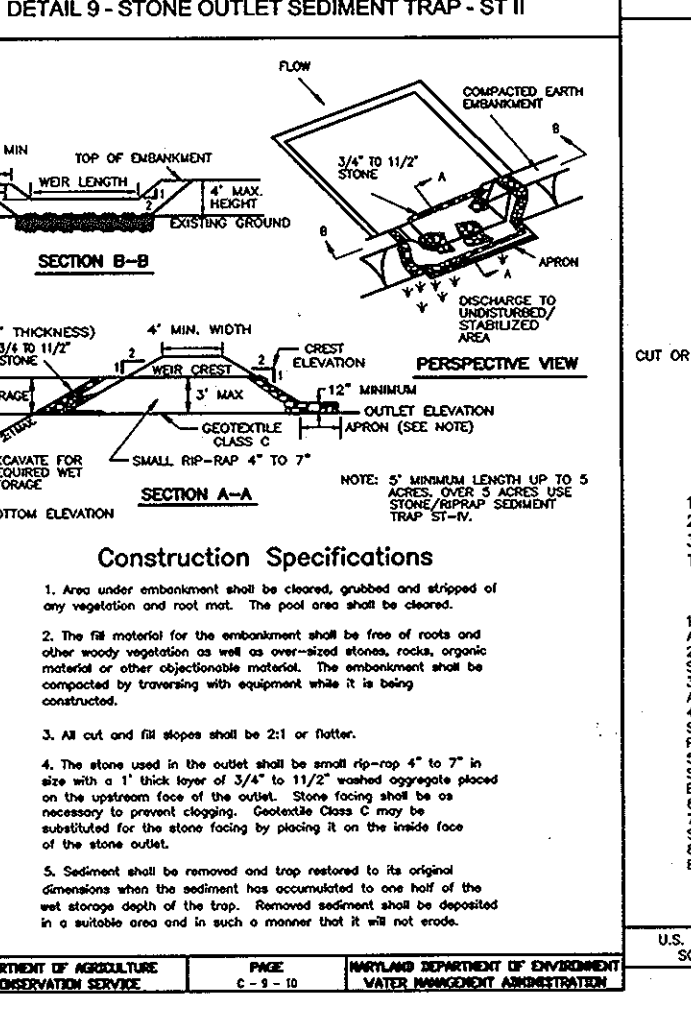 DETAIL 9 - STONE OUTLET SEDIMENT TRAP - ST II
FLOW
COMPACTED EARTH
EMBANKMENT
B
MIN
TOP OF EMBANKMENT
WEIR LENGTH
1
2
4' MAX.
HEIGHT
EXISTING GROUND
SECTION B-B
3/4" TO 11/2"
STONE
A
B
A
APRON
DISCHARGE TO
UNDISTURBED/
STABILIZED
AREA
PERSPECTIVE VIEW
THICKNESS)
3/4 TO 11/2"
STONE
4' MIN. WIDTH
2
1
WEIR CREST
2
1
CREST
ELEVATION
3' MAX
12" MINIMUM
OUTLET ELEVATION
APRON (SEE NOTE)
GEOTEXTILE
CLASS C
2:1 MAX
SMALL RIP-RAP 4" TO 7"
SECTION A-A
NOTE: 5' MINIMUM LENGTH UP TO 5
ACRES. OVER 5 ACRES USE
STONE/RIPRAP SEDIMENT
TRAP ST-IV.
ELEVATION
CUT OR
Construction Specifications
1. Area under embankment shall be cleared, grubbed and stripped of
any vegetation and root mat. The pool area shall be cleared.
2. The fill material for the embankment shall be free of roots and
other woody vegetation as well as over-sized stones, rocks, organic
material or other objectionable material. The embankment shall be
compacted by traversing with equipment while it is being
constructed.
3. All cut and fill slopes shall be 2:1 or flatter.
4. The stone used in the outlet shall be small rip-rap 4" to 7" in
size with a 1' thick layer of 3/4" to 11/2" washed aggregate placed
on the upstream face of the outlet. Stone facing shall be as
necessary to prevent clogging. Geotextile Class C may be
substituted for the stone facing by placing it on the inside face
of the stone outlet.
5. Sediment shall be removed and trap restored to its original
dimensions when the sediment has accumulated to one half of the
wet storage depth of the trap. Removed sediment shall be deposited
in a suitable area and in such a manner that it will not erode.
OF AGRICULTURE
SERVICE
PAGE
C - 9 - 10
MARYLAND DEPARTMENT OF ENVIRONMENT
WATER MANAGEMENT ADMINISTRATION
U.S.